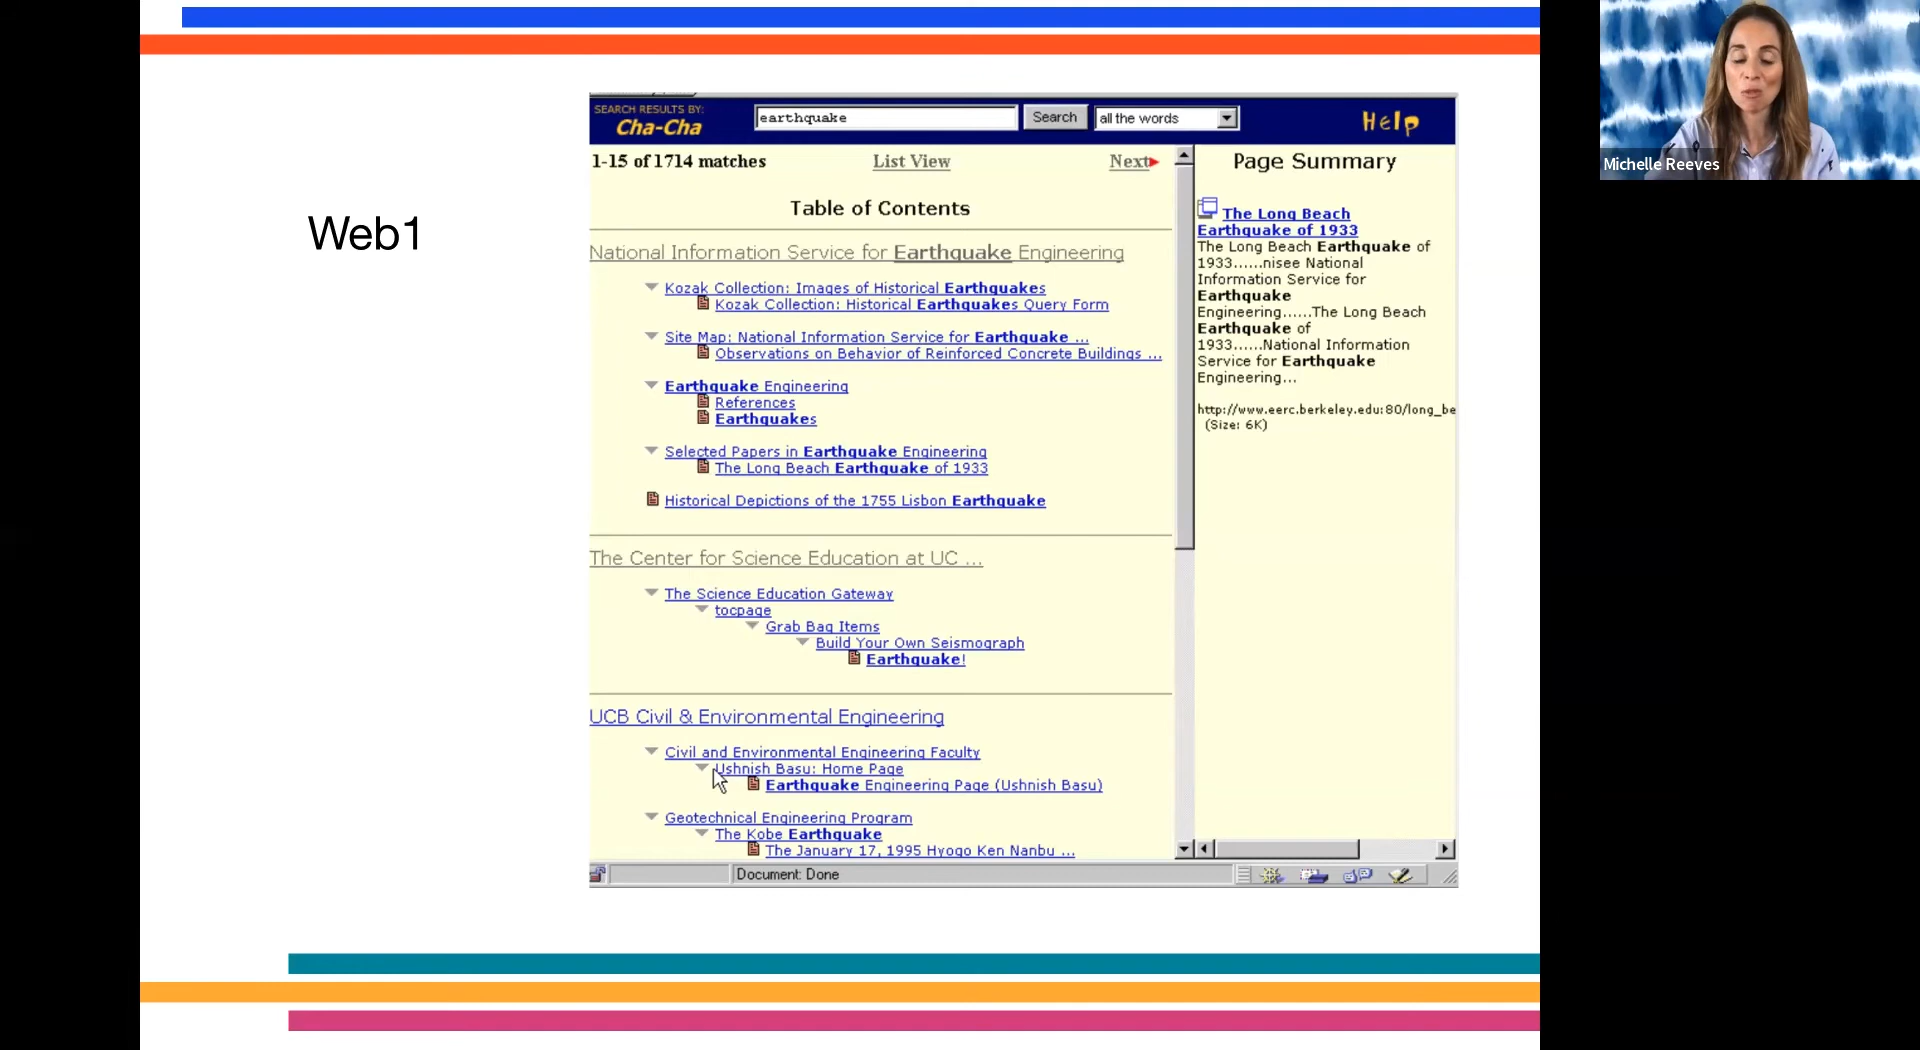 Web1
SEARCH RESULTS BY:
Cha-Cha
earthquake
Search
all the words
Help
1-15 of 1714 matches
List View
Next
Table of Contents
National Information Service for Earthquake Engineering
Kozak Collection: Images of Historical Earthquakes
Kozak Collection: Historical Earthquakes Query Form
Site Map: National Information Service for Earthquake ...
Observations on Behavior of Reinforced Concrete Buildings ...
Earthquake Engineering
References
Earthquakes
Selected Papers in Earthquake Engineering
The Long Beach Earthquake of 1933
Historical Depictions of the 1755 Lisbon Earthquake
The Center for Science Education at UC ...
The Science Education Gateway
tocpage
Grab Bag Items
Build Your Own Seismograph
Earthquake!
UCB Civil & Environmental Engineering
Civil and Environmental Engineering Faculty
Ushnish Basu: Home Page
Earthquake Engineering Page (Ushnish Basu)
Geotechnical Engineering Program
The Kobe Earthquake
The January 17, 1995 Hyogo Ken Nanbu ...
Page Summary
The Long Beach
Earthquake of 1933
The Long Beach Earthquake of
1933......nisee National
Information Service for
Earthquake
Engineering......The Long Beach
Earthquake of
1933......National Information
Service for Earthquake
Engineering...
http://www.eerc.berkeley.edu:80/long_be
(Size: 6K)
Document: Done
Michelle Reeves